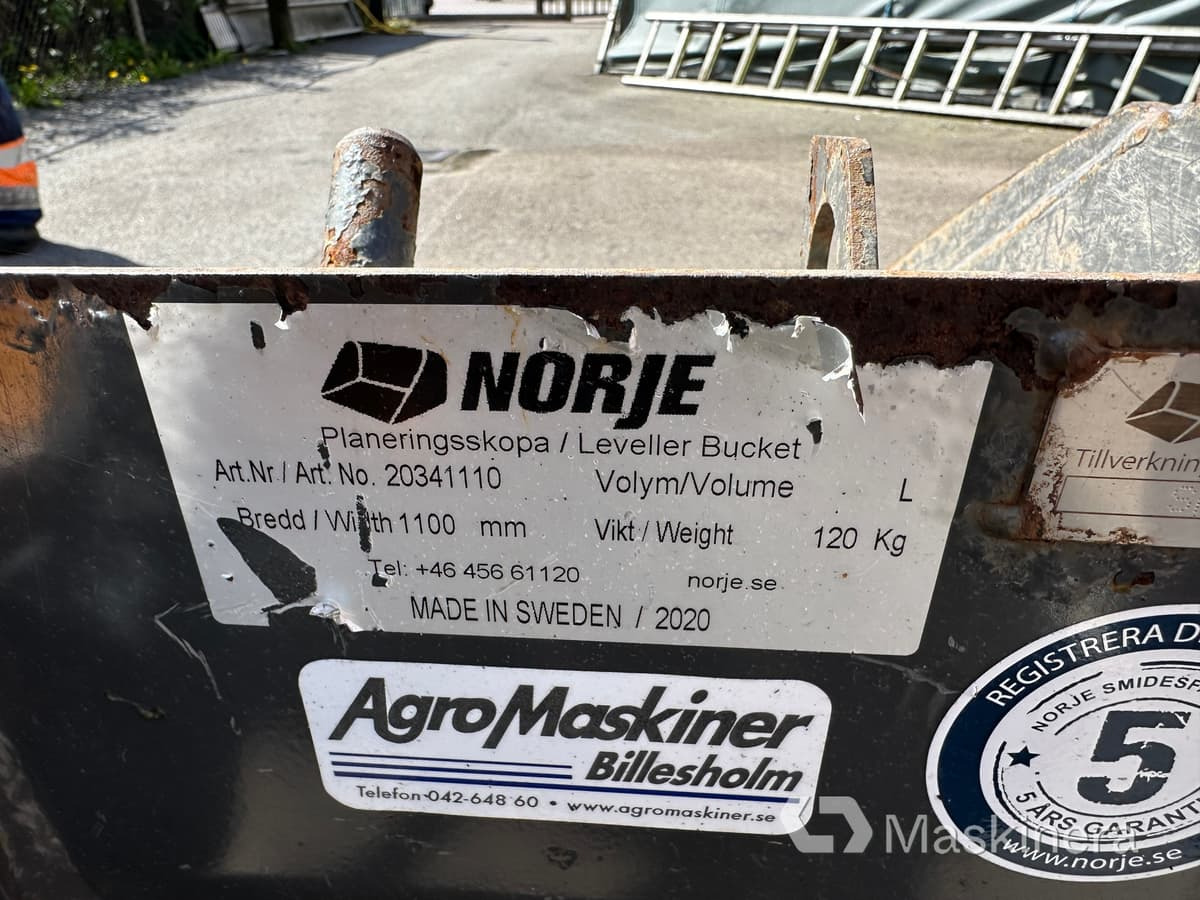 NORJE
Planeringsskopa / Leveller Bucket
Art.Nr / Art. No. 20341110 Volym/Volume L
Bredd / Width 1100 mm Vikt / Weight 120 Kg
Tel: +46 456 61120 norje.se
MADE IN SWEDEN / 2020
AgroMaskiner
Billesholm
Telefon-042-648 60 • www.agromaskiner.se
REGISTRERA D
NORJE SMIDESF
5
5 ÅRS GARANT
www.norje.se
Tillverknin
Maskinera